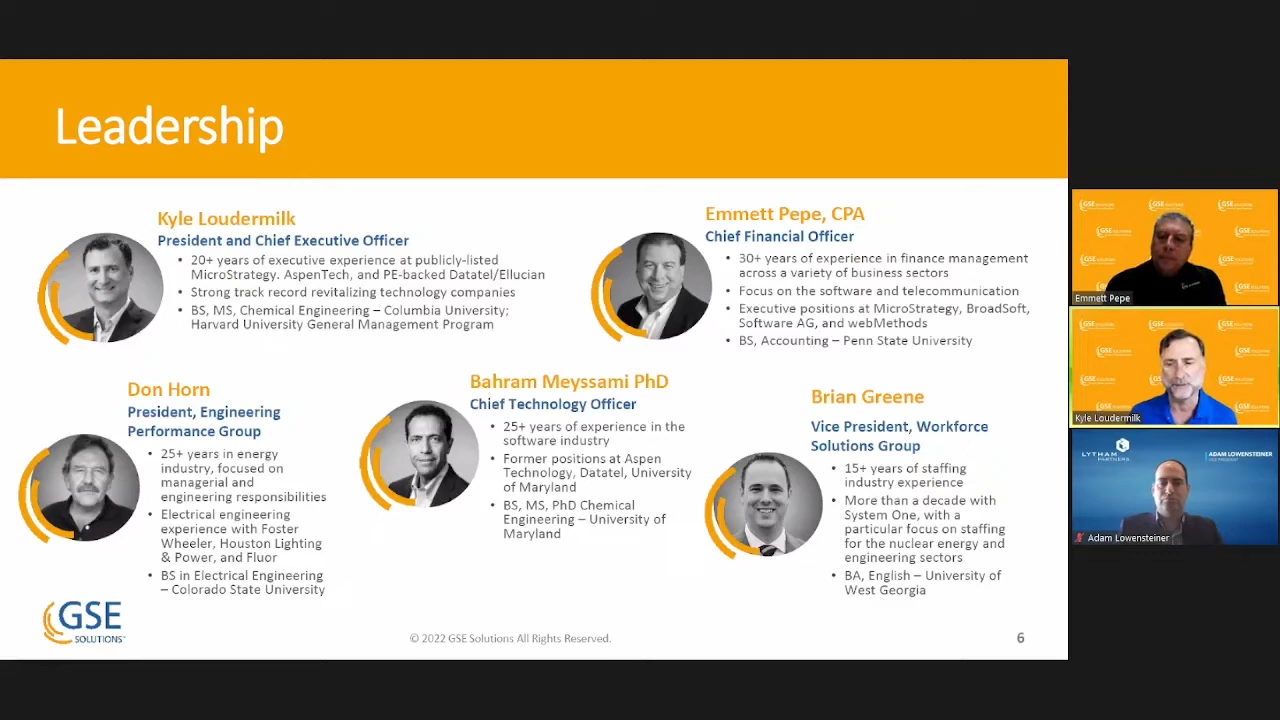 Leadership
Kyle Loudermilk
President and Chief Executive Officer
• 20+ years of executive experience at publicly-listed
MicroStrategy. AspenTech, and PE-backed Datatel/Ellucian
• Strong track record revitalizing technology companies
• BS, MS, Chemical Engineering – Columbia University;
Harvard University General Management Program
Emmett Pepe, CPA
Chief Financial Officer
• 30+ years of experience in finance management
across a variety of business sectors
• Focus on the software and telecommunication
• Executive positions at MicroStrategy, BroadSoft,
Software AG, and webMethods
• BS, Accounting – Penn State University
Don Horn
President, Engineering
Performance Group
• 25+ years in energy
industry, focused on
managerial and
engineering responsibilities
• Electrical engineering
experience with Foster
Wheeler, Houston Lighting
& Power, and Fluor
• BS in Electrical Engineering
– Colorado State University
Bahram Meyssami PhD
Chief Technology Officer
• 25+ years of experience in the
software industry
• Former positions at Aspen
Technology, Datatel, University
of Maryland
• BS, MS, PhD Chemical
Engineering – University of
Maryland
Brian Greene
Vice President, Workforce
Solutions Group
• 15+ years of staffing
industry experience
• More than a decade with
System One, with a
particular focus on staffing
for the nuclear energy and
engineering sectors
• BA, English – University of
West Georgia
GSE
SOLUTIONS
© 2022 GSE Solutions All Rights Reserved.
6
Emmett Pepe
Kyle Loudermilk
LYTHAM
PARTNERS
ADAM LOWENSTEINER
VICE PRESIDENT
Adam Lowensteiner